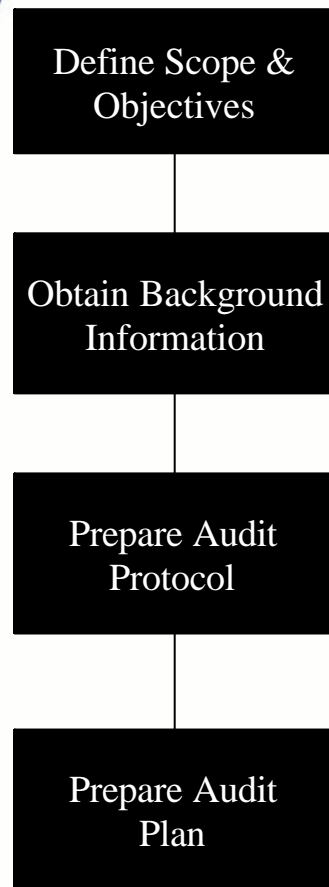 Define Scope &
Objectives
Obtain Background
Information
Prepare Audit
Protocol
Prepare Audit
Plan